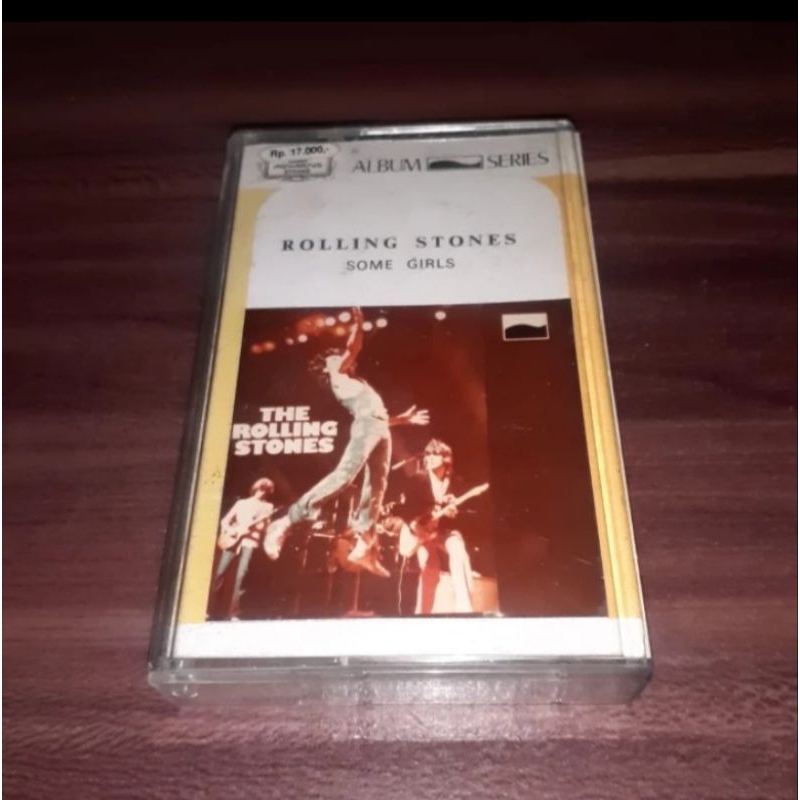 Rp. 17.000,-
ALBUM SERIES
ROLLING STONES
SOME GIRLS
THE
ROLLING
STONES